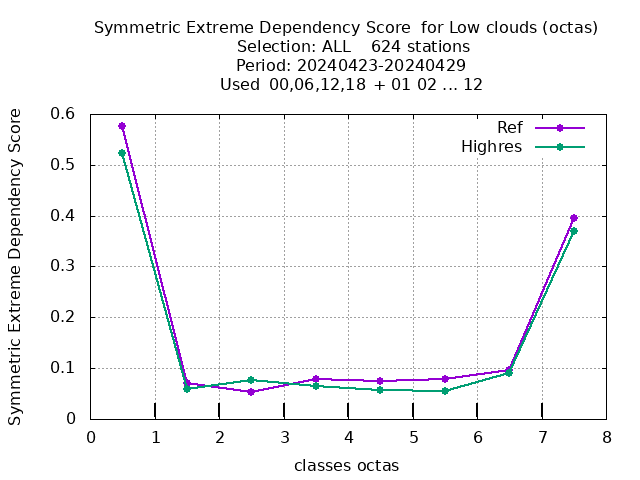 Symmetric Extreme Dependency Score  for Low clouds (octas)
Selection: ALL    624 stations
Period: 20240423-20240429
Used  00,06,12,18  + 01 02 ... 12
Symmetric Extreme Dependency Score
0.6
0.5
0.4
0.3
0.2
0.1
0
Ref
Highres
0 1 2 3 4 5 6 7 8
classes octas